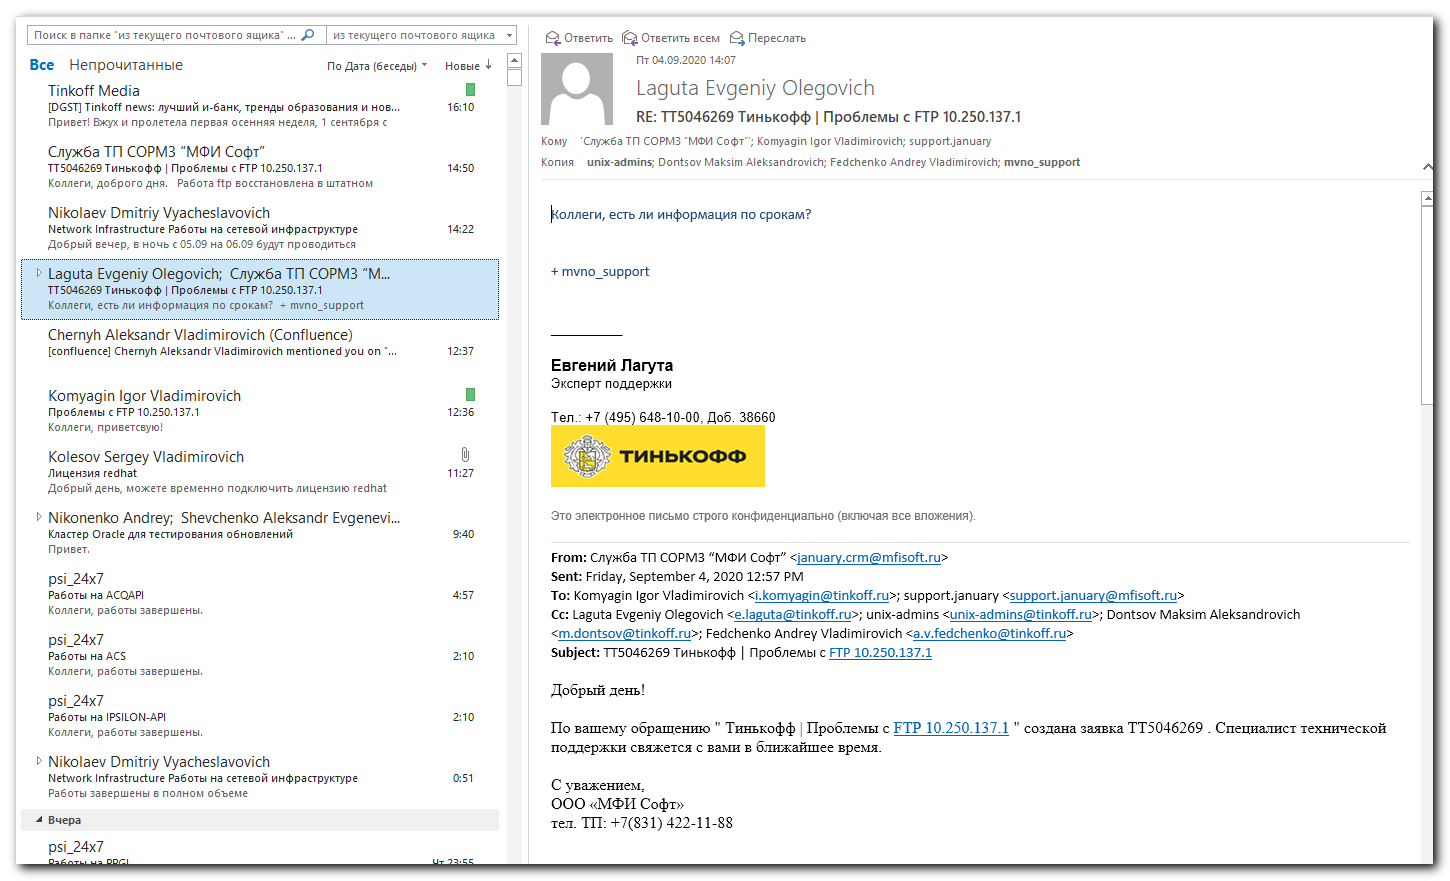 Поиск в папке "из текущего почтового ящика" ...
из текущего почтового ящика
Все Непрочитанные
По Дата (беседы) Новые ↓
Tinkoff Media
[DGST] Tinkoff news: лучший и-банк, тренды образования и нов... 16:10
Привет! Вжух и пролетела первая осенняя неделя, 1 сентября с
Служба ТП СОРМ3 “МФИ Софт”
TT5046269 Тинькофф | Проблемы с FTP 10.250.137.1 14:50
Коллеги, доброго дня. Работа ftp восстановлена в штатном
Nikolaev Dmitriy Vyacheslavovich
Network Infrastructure Работы на сетевой инфраструктуре 14:22
Добрый вечер, в ночь с 05.09 на 06.09 будут проводиться
Laguta Evgeniy Olegovich; Служба ТП СОРМ3 “М...
TT5046269 Тинькофф | Проблемы с FTP 10.250.137.1
Коллеги, есть ли информация по срокам? + mvno_support
Chernyh Aleksandr Vladimirovich (Confluence)
[confluence] Chernyh Aleksandr Vladimirovich mentioned you on "... 12:37
Komyagin Igor Vladimirovich
Проблемы с FTP 10.250.137.1 12:36
Коллеги, приветсвую!
Kolesov Sergey Vladimirovich
Лицензия redhat 11:27
Добрый день, можете временно подключить лицензию redhat
Nikonenko Andrey; Shevchenko Aleksandr Evgenevi...
Кластер Oracle для тестирования обновлений 9:40
Привет.
psi_24x7
Работы на ACQAPI 4:57
Коллеги, работы завершены.
psi_24x7
Работы на ACS 2:10
Коллеги, работы завершены.
psi_24x7
Работы на IPSILON-API 2:10
Коллеги, работы завершены.
Nikolaev Dmitriy Vyacheslavovich
Network Infrastructure Работы на сетевой инфраструктуре 0:51
Работы завершены в полном объеме
Вчера
psi_24x7
Работы на PPGL Чт 23:55
Ответить Ответить всем Переслать
Пт 04.09.2020 14:07
Laguta Evgeniy Olegovich
RE: TT5046269 Тинькофф | Проблемы с FTP 10.250.137.1
Кому 'Служба ТП СОРМ3 "МФИ Софт"'; Komyagin Igor Vladimirovich; support.january
Копия unix-admins; Dontsov Maksim Aleksandrovich; Fedchenko Andrey Vladimirovich; mvno_support
Коллеги, есть ли информация по срокам?
+ mvno_support
__________
Евгений Лагута
Эксперт поддержки
Тел.: +7 (495) 648-10-00, Доб. 38660
ТИНЬКОФФ
Это электронное письмо строго конфиденциально (включая все вложения).
From: Служба ТП СОРМ3 “МФИ Софт” <january.crm@mfisoft.ru>
Sent: Friday, September 4, 2020 12:57 PM
To: Komyagin Igor Vladimirovich <i.komyagin@tinkoff.ru>; support.january <support.january@mfisoft.ru>
Cc: Laguta Evgeniy Olegovich <e.laguta@tinkoff.ru>; unix-admins <unix-admins@tinkoff.ru>; Dontsov Maksim Aleksandrovich
<m.dontsov@tinkoff.ru>; Fedchenko Andrey Vladimirovich <a.v.fedchenko@tinkoff.ru>
Subject: TT5046269 Тинькофф | Проблемы с FTP 10.250.137.1
Добрый день!
По вашему обращению " Тинькофф | Проблемы с FTP 10.250.137.1 " создана заявка TT5046269 . Специалист технической
поддержки свяжется с вами в ближайшее время.
С уважением,
ООО «МФИ Софт»
тел. ТП: +7(831) 422-11-88